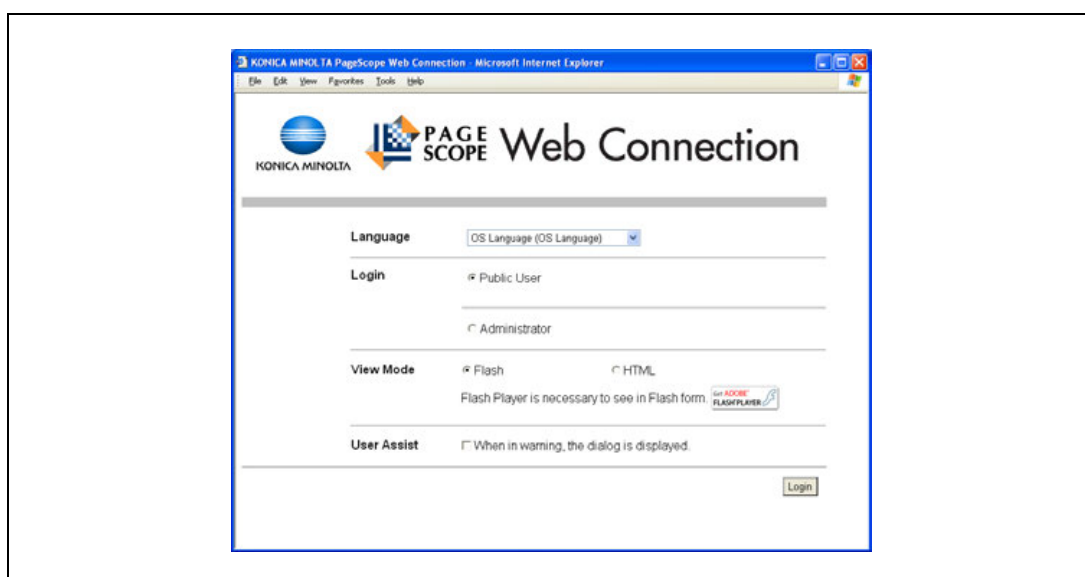 KONICA MINOLTA PageScope Web Connection - Microsoft Internet Explorer
File Edit View Favorites Tools Help
KONICA MINOLTA
PAGE SCOPE Web Connection
Language OS Language (OS Language)
Login Public User
Administrator
View Mode Flash HTML
Flash Player is necessary to see in Flash form. Get ADOBE® FLASH® PLAYER
User Assist When in warning, the dialog is displayed.
Login